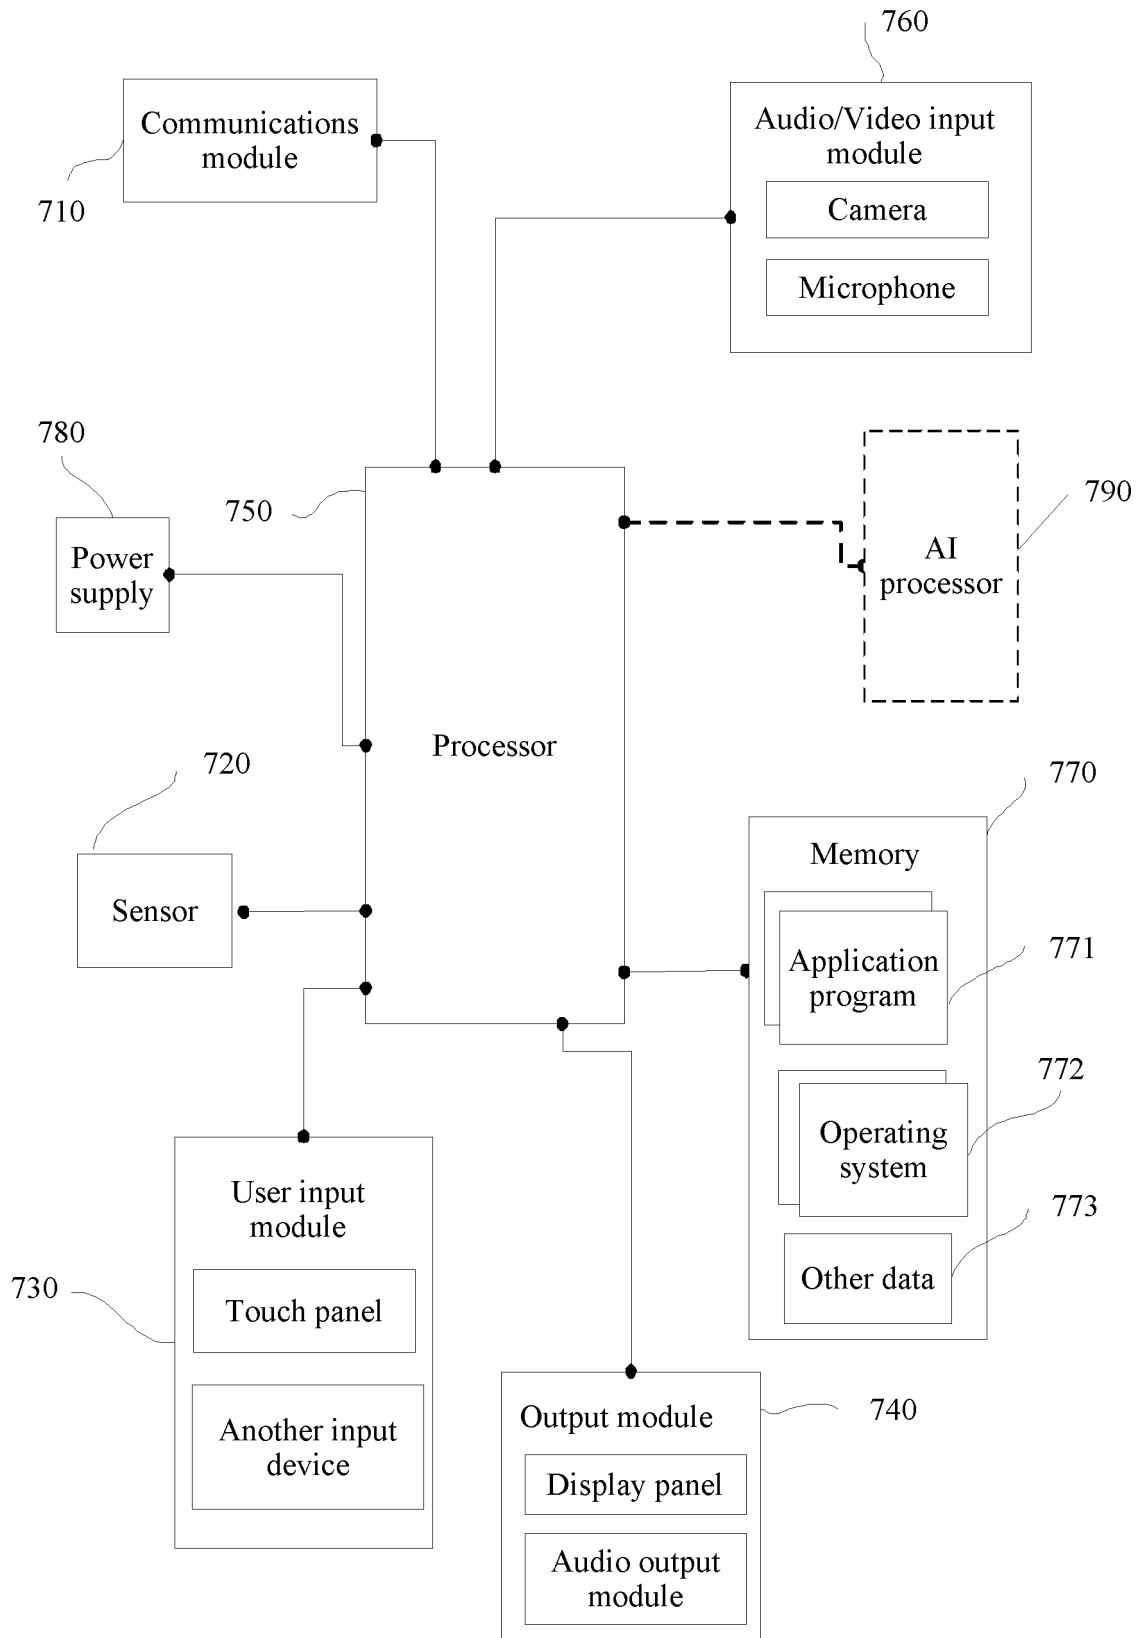 760
Communications
module
710
Audio/Video input
module
Camera
Microphone
780
Power
supply
750
Processor
AI
processor
790
720
Sensor
770
Memory
Application
program
771
772
Operating
system
773
Other data
User input
module
730
Touch panel
Another input
device
Output module
740
Display panel
Audio output
module